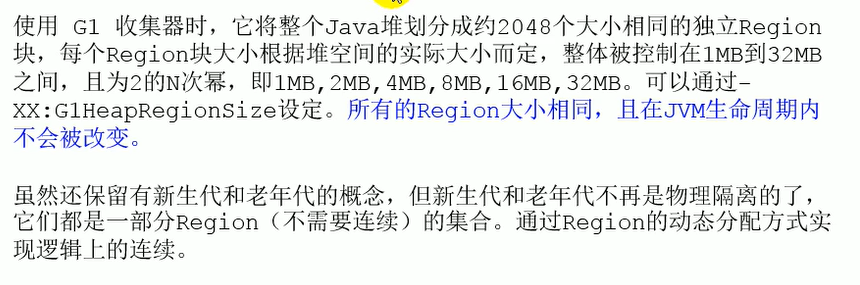 使用 G1 收集器时，它将整个Java堆划分成约2048个大小相同的独立Region
块，每个Region块大小根据堆空间的实际大小而定，整体被控制在1MB到32MB
之间，且为2的N次幂，即1MB,2MB,4MB,8MB,16MB,32MB。可以通过-
XX:G1HeapRegionSize设定。所有的Region大小相同，且在JVM生命周期内
不会被改变。
虽然还保留有新生代和老年代的概念，但新生代和老年代不再是物理隔离的了，
它们都是一部分Region（不需要连续）的集合。通过Region的动态分配方式实
现逻辑上的连续。